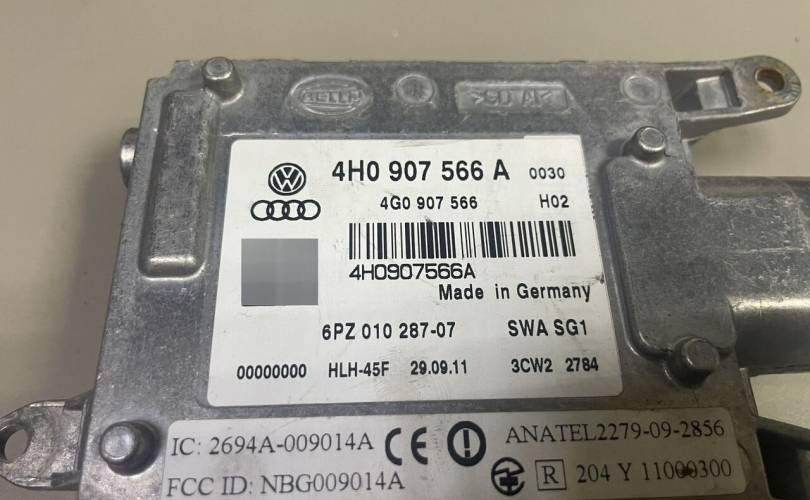 HELLA
4H0 907 566 A 0030
4G0 907 566 H02
4H0907566A
Made in Germany
6PZ 010 287-07 SWA SG1
00000000 HLH-45F 29.09.11 3CW2 2784
IC: 2694A-009014A CE ANATEL2279-09-2856
FCC ID: NBG009014A R 204 Y 11000300